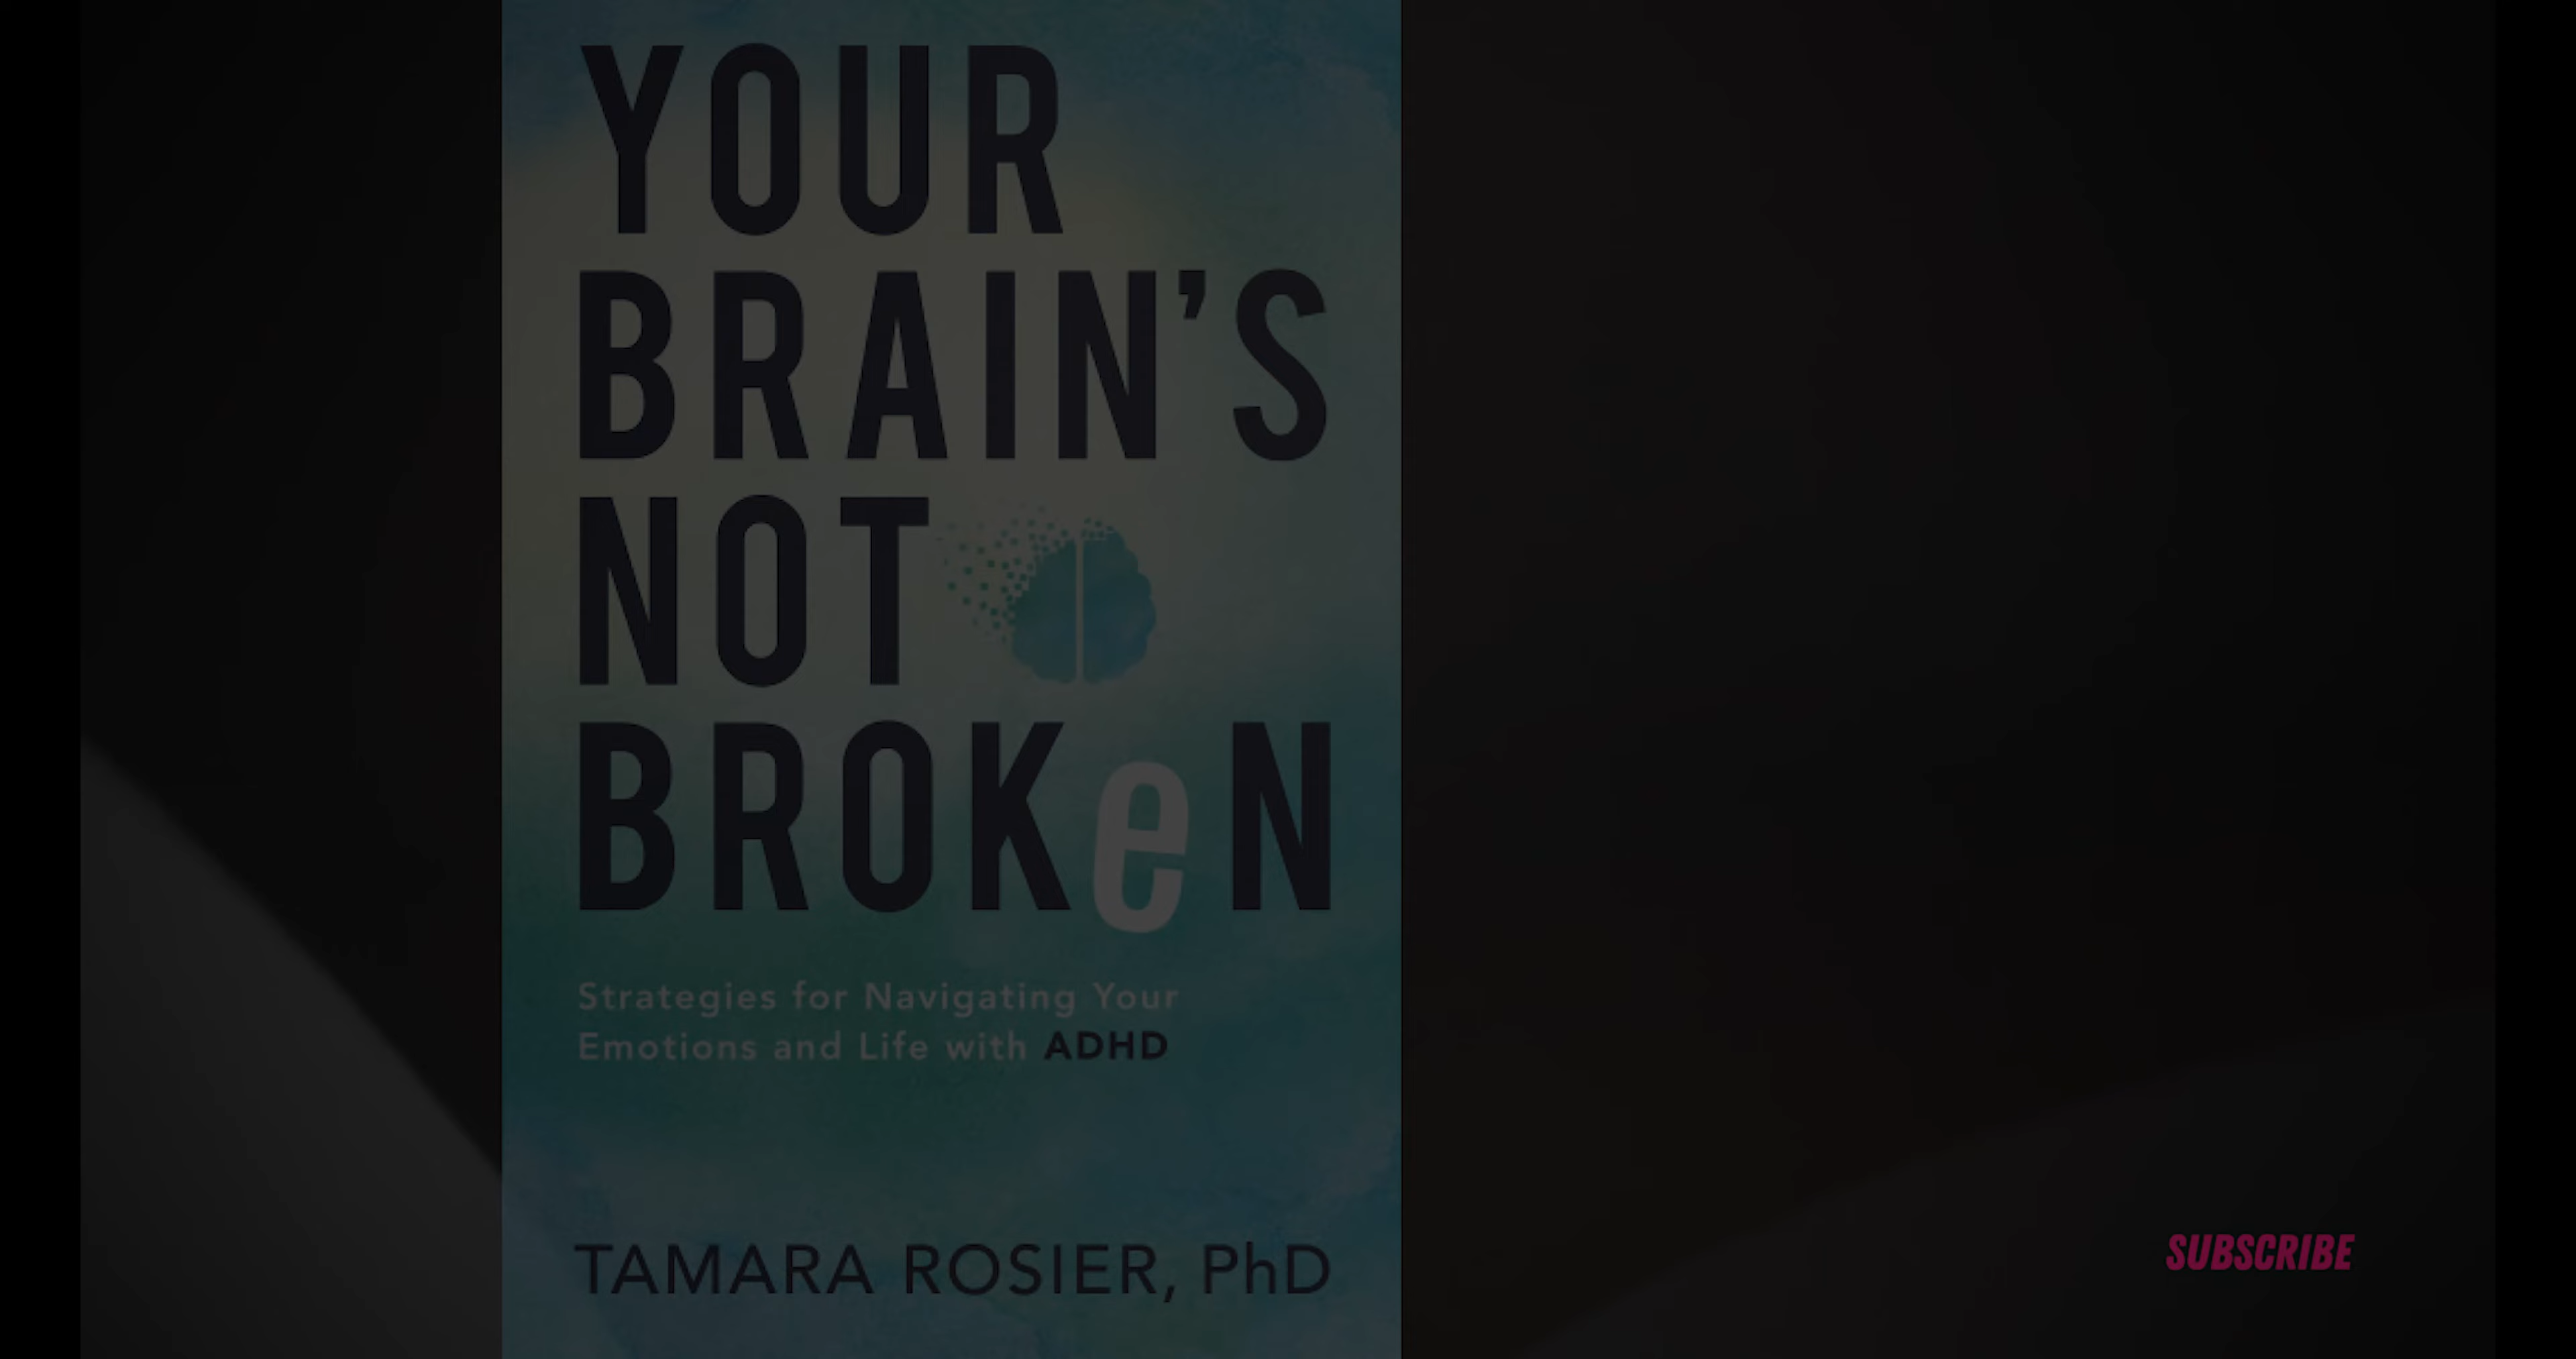 YOUR
BRAIN'S
NOT
BROKeN
Strategies for Navigating Your
Emotions and Life with ADHD
TAMARA ROSIER, PhD
SUBSCRIBE